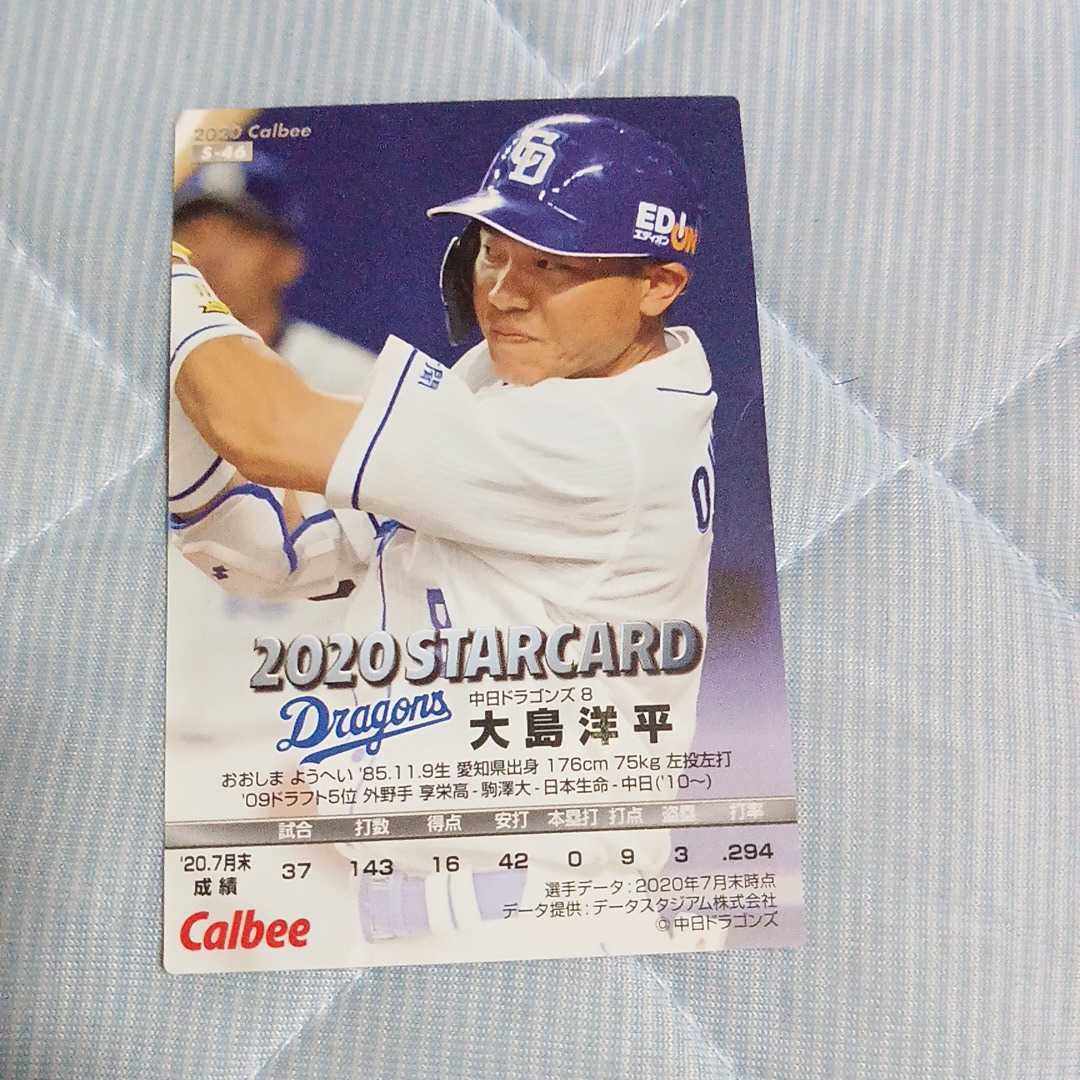 2020 Calbee
S-46
CD
EDION
エディオン
2020 STARCARD
Dragons
中日ドラゴンズ 8
大島洋平
おおしま ようへい '85.11.9生 愛知県出身 176cm 75kg 左投左打
'09ドラフト5位 外野手 享栄高-駒澤大-日本生命-中日('10〜)
試合 打数 得点 安打 本塁打 打点 盗塁 打率
'20.7月末
成績 37 143 16 42 0 9 3 .294
選手データ:2020年7月末時点
データ提供:データスタジアム株式会社
©中日ドラゴンズ
Calbee